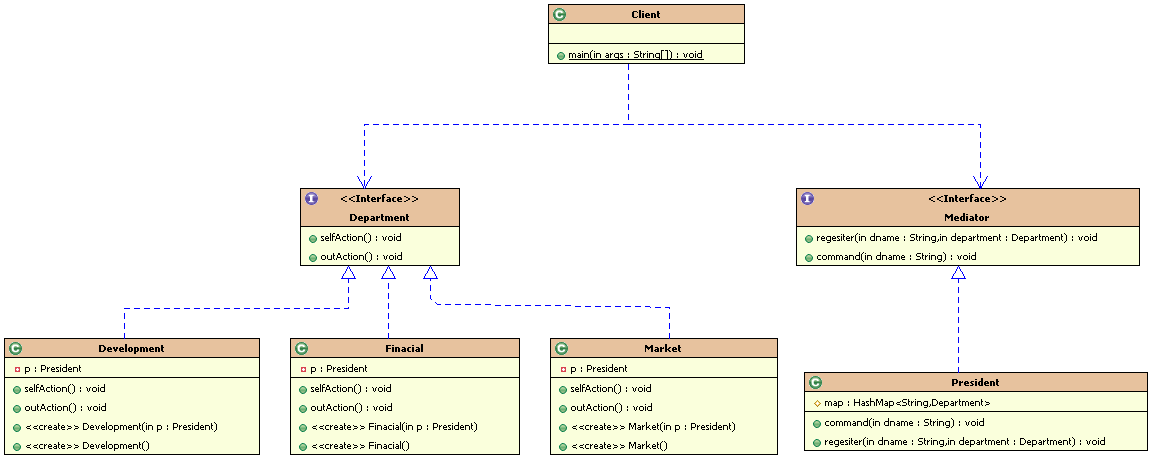 Client
main(in args : String[]) : void
<<Interface>>
Department
selfAction() : void
outAction() : void
<<Interface>>
Mediator
regesiter(in dname : String,in department : Department) : void
command(in dname : String) : void
Development
p : President
selfAction() : void
outAction() : void
<<create>> Development(in p : President)
<<create>> Development()
Finacial
p : President
selfAction() : void
outAction() : void
<<create>> Finacial(in p : President)
<<create>> Finacial()
Market
p : President
selfAction() : void
outAction() : void
<<create>> Market(in p : President)
<<create>> Market()
President
map : HashMap<String,Department>
command(in dname : String) : void
regesiter(in dname : String,in department : Department) : void